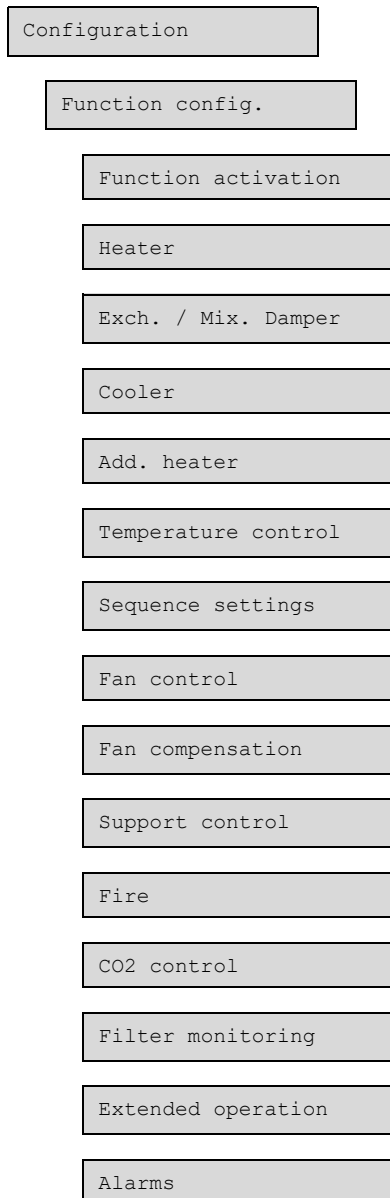 Configuration
Function config.
Function activation
Heater
Exch. / Mix. Damper
Cooler
Add. heater
Temperature control
Sequence settings
Fan control
Fan compensation
Support control
Fire
CO2 control
Filter monitoring
Extended operation
Alarms